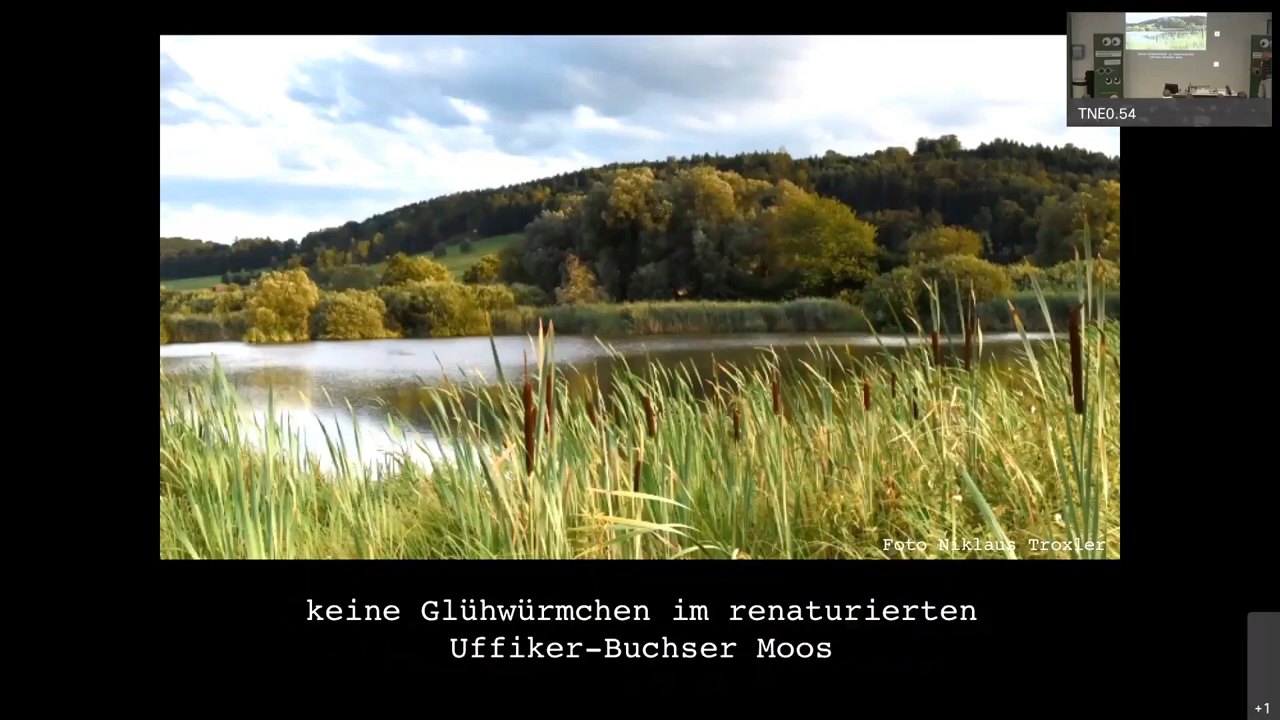 TNE0.54
Foto Niklaus Troxler
keine Glühwürmchen im renaturierten
Uffiker-Buchser Moos
+1